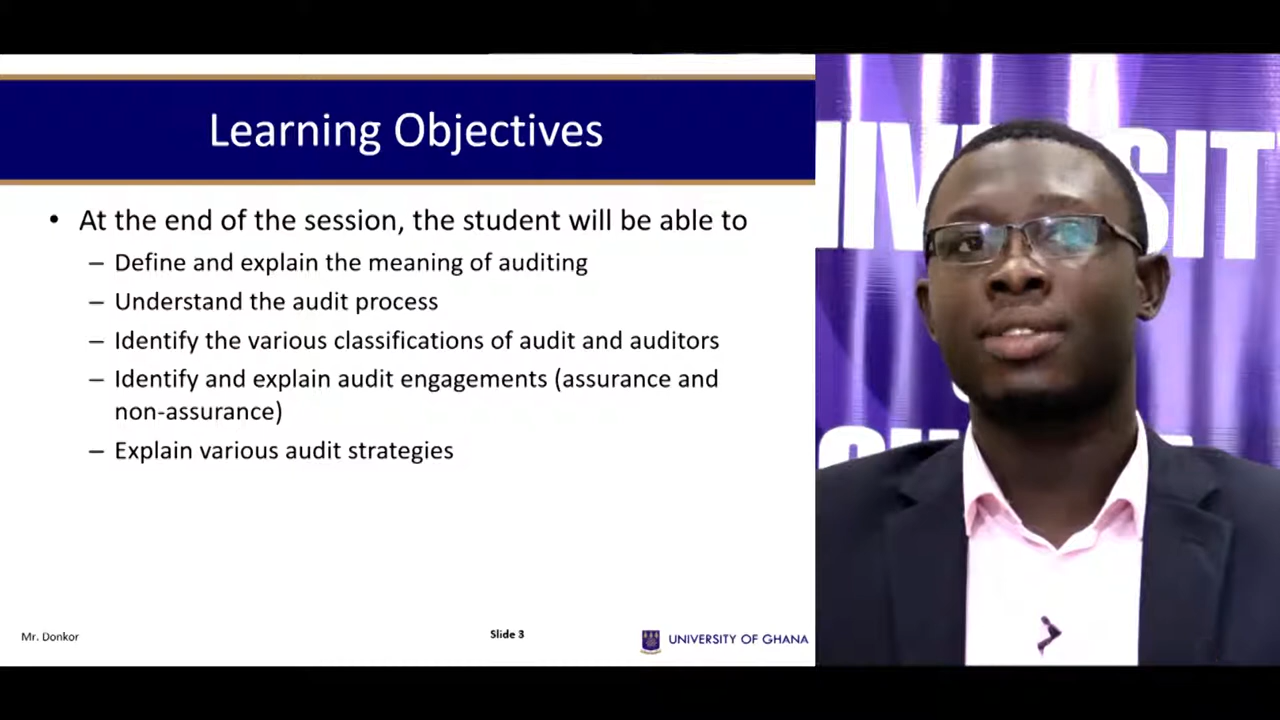 Learning Objectives
• At the end of the session, the student will be able to
– Define and explain the meaning of auditing
– Understand the audit process
– Identify the various classifications of audit and auditors
– Identify and explain audit engagements (assurance and
non-assurance)
– Explain various audit strategies
Mr. Donkor
Slide 3
UNIVERSITY OF GHANA